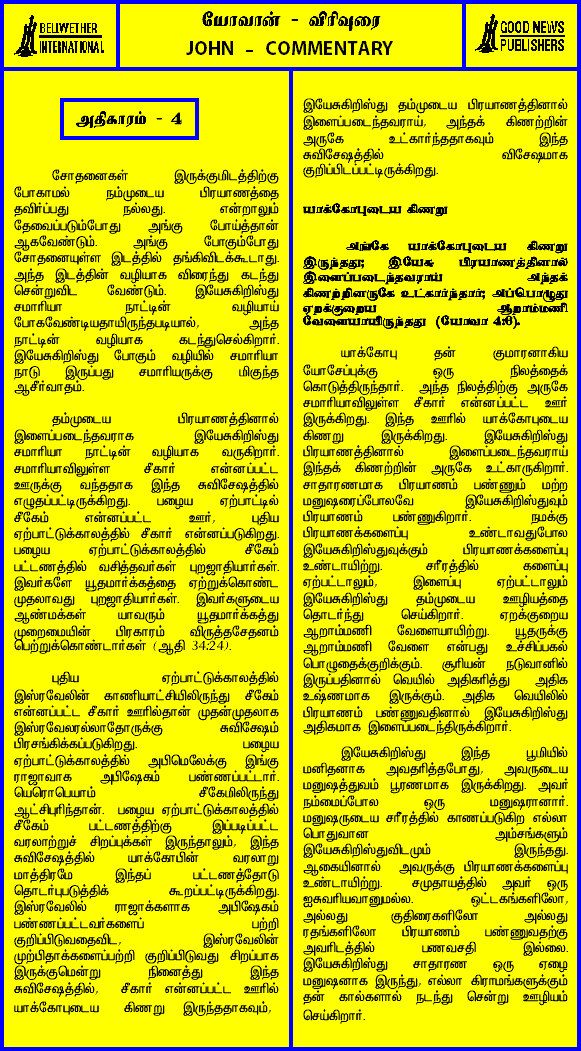 BELWETHER
INTERNATIONAL
யோவான் - விரிவுரை
JOHN - COMMENTARY
GOOD NEWS
PUBLISHERS
அதிகாரம் - 4
சோதனைகள் இருக்குமிடத்திற்கு
போகாமல் நம்முடைய பிரயாணத்தை
தவிர்ப்பது நல்லது. என்றாலும்
தேவைப்படும்போது அங்கு போய்த்தான்
ஆகவேண்டும். அங்கு போகும்போது
சோதனையுள்ள இடத்தில் தங்கிவிடக்கூடாது.
அந்த இடத்தின் வழியாக விரைந்து கடந்து
சென்றுவிட வேண்டும். இயேசுகிறிஸ்து
சமாரியா நாட்டின் வழியாய்
போகவேண்டியதாயிருந்தபடியால், அந்த
நாட்டின் வழியாக கடந்துசெல்கிறார்.
இயேசுகிறிஸ்து போகும் வழியில் சமாரியா
நாடு இருப்பது சமாரியருக்கு மிகுந்த
ஆசீர்வாதம்.
தம்முடைய பிரயாணத்தினால்
இளைப்படைந்தவராக இயேசுகிறிஸ்து
சமாரியா நாட்டின் வழியாக வருகிறார்.
சமாரியாவிலுள்ள சீகார் என்னப்பட்ட
ஊருக்கு வந்ததாக இந்த சுவிசேஷத்தில்
எழுதப்பட்டிருக்கிறது. பழைய ஏற்பாட்டில்
சீகேம் என்னப்பட்ட ஊர், புதிய
ஏற்பாட்டுக்காலத்தில் சீகார் என்னப்படுகிறது.
பழைய ஏற்பாட்டுக்காலத்தில் சீகேம்
பட்டணத்தில் வசித்தவர்கள் புறஜாதியார்கள்.
இவர்களே யூதமார்க்கத்தை ஏற்றுக்கொண்ட
முதலாவது புறஜாதியார்கள். இவர்களுடைய
ஆண்மக்கள் யாவரும் யூதமார்க்கத்து
முறைமையின் பிரகாரம் விருத்தசேதனம்
பெற்றுக்கொண்டார்கள் (ஆதி 34:24).
புதிய ஏற்பாட்டுக்காலத்தில்
இஸ்ரவேலின் காணியாட்சியிலிருந்து சீகேம்
என்னப்பட்ட சீகார் ஊரில்தான் முதன்முதலாக
இஸ்ரவேலரல்லாதோருக்கு சுவிசேஷம்
பிரசங்கிக்கப்படுகிறது. பழைய
ஏற்பாட்டுக்காலத்தில் அபிமெலேக்கு இங்கு
ராஜாவாக அபிஷேகம் பண்ணப்பட்டார்.
யெரொபெயாம் சீகேமிலிருந்து
ஆட்சிபுரிந்தான். பழைய ஏற்பாட்டுக்காலத்தில்
சீகேம் பட்டணத்திற்கு இப்படிப்பட்ட
வரலாற்றுச் சிறப்புக்கள் இருந்தாலும், இந்த
சுவிசேஷத்தில் யாக்கோபின் வரலாறு
மாத்திரமே இந்தப் பட்டணத்தோடு
தொடர்புபடுத்திக் கூறப்பட்டிருக்கிறது.
இஸ்ரவேலில் ராஜாக்களாக அபிஷேகம்
பண்ணப்பட்டவர்களைப் பற்றி
குறிப்பிடுவதைவிட, இஸ்ரவேலின்
முற்பிதாக்களைப்பற்றி குறிப்பிடுவது சிறப்பாக
இருக்குமென்று நினைத்து இந்த
சுவிசேஷத்தில், சீகார் என்னப்பட்ட ஊரில்
யாக்கோபுடைய கிணறு இருந்ததாகவும்,
இயேசுகிறிஸ்து தம்முடைய பிரயாணத்தினால்
இளைப்படைந்தவராய், அந்தக் கிணற்றின்
அருகே உட்கார்ந்ததாகவும் இந்த
சுவிசேஷத்தில் விசேஷமாக
குறிப்பிடப்பட்டிருக்கிறது.
யாக்கோபுடைய கிணறு
அங்கே யாக்கோபுடைய கிணறு
இருந்தது; இயேசு பிரயாணத்தினால்
இளைப்படைந்தவராய் அந்தக்
கிணற்றினருகே உட்கார்ந்தார்; அப்பொழுது
ஏறக்குறைய ஆறாம்மணி
வேளையாயிருந்தது (யோவா 4:6).
யாக்கோபு தன் குமாரனாகிய
யோசேப்புக்கு ஒரு நிலத்தைக்
கொடுத்திருந்தார். அந்த நிலத்திற்கு அருகே
சமாரியாவிலுள்ள சீகார் என்னப்பட்ட ஊர்
இருக்கிறது. இந்த ஊரில் யாக்கோபுடைய
கிணறு இருக்கிறது. இயேசுகிறிஸ்து
பிரயாணத்தினால் இளைப்படைந்தவராய்
இந்தக் கிணற்றின் அருகே உட்காருகிறார்.
சாதாரணமாக பிரயாணம் பண்ணும் மற்ற
மனுஷரைப்போலவே இயேசுகிறிஸ்துவும்
பிரயாணம் பண்ணுகிறார். நமக்கு
பிரயாணக்களைப்பு உண்டாவதுபோல
இயேசுகிறிஸ்துவுக்கும் பிரயாணக்களைப்பு
உண்டாயிற்று. சரீரத்தில் களைப்பு
ஏற்பட்டாலும், இளைப்பு ஏற்பட்டாலும்
இயேசுகிறிஸ்து தம்முடைய ஊழியத்தை
தொடர்ந்து செய்கிறார். ஏறக்குறைய
ஆறாம்மணி வேளையாயிற்று. யூதருக்கு
ஆறாம்மணி வேளை என்பது உச்சிப்பகல்
பொழுதைக்குறிக்கும். சூரியன் நடுவானில்
இருப்பதினால் வெயில் அதிகரித்து அதிக
உஷ்ணமாக இருக்கும். அதிக வெயிலில்
பிரயாணம் பண்ணுவதினால் இயேசுகிறிஸ்து
அதிகமாக இளைப்படைந்திருக்கிறார்.
இயேசுகிறிஸ்து இந்த பூமியில்
மனிதனாக அவதரித்தபோது, அவருடைய
மனுஷத்துவம் பூரணமாக இருக்கிறது. அவர்
நம்மைப்போல ஒரு மனுஷரானார்.
மனுஷருடைய சரீரத்தில் காணப்படுகிற எல்லா
பொதுவான அம்சங்களும்
இயேசுகிறிஸ்துவிடமும் இருந்தது.
ஆகையினால் அவருக்கு பிரயாணக்களைப்பு
உண்டாயிற்று. சமுதாயத்தில் அவர் ஒரு
ஐசுவரியவானுமல்ல. ஒட்டகங்களிலோ,
அல்லது குதிரைகளிலோ அல்லது
ரதங்களிலோ பிரயாணம் பண்ணுவதற்கு
அவரிடத்தில் பணவசதி இல்லை.
இயேசுகிறிஸ்து சாதாரண ஒரு ஏழை
மனுஷனாக இருந்து, எல்லா கிராமங்களுக்கும்
தன் கால்களால் நடந்து சென்று ஊழியம்
செய்கிறார்.